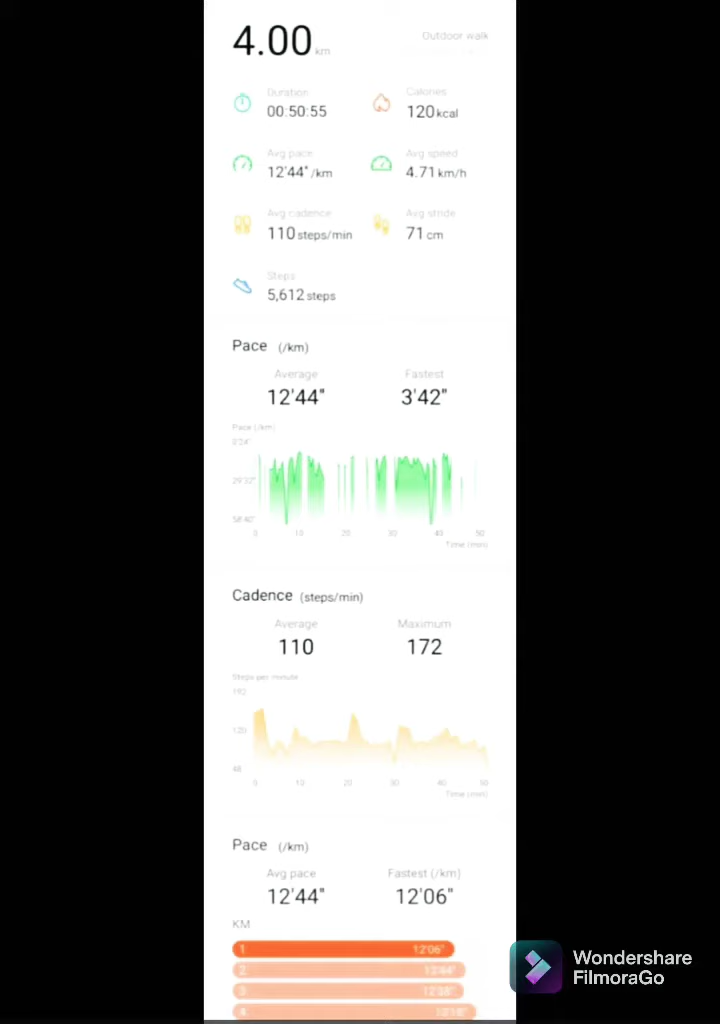 4.00 km
Outdoor walk
Duration
00:50:55
Calories
120 kcal
Avg pace
12'44" /km
Avg speed
4.71 km/h
Avg cadence
110 steps/min
Avg stride
71 cm
Steps
5,612 steps
Pace (/km)
Average
12'44"
Fastest
3'42"
Pace (/km)
0 10 20 30 40 50
Time (min)
Cadence (steps/min)
Average
110
Maximum
172
Steps per minute
192
120
48
0 10 20 30 40 50
Time (min)
Pace (/km)
Avg pace
12'44"
Fastest (/km)
12'06"
KM
1 12'06"
2
3
4
Wondershare
FilmoraGo